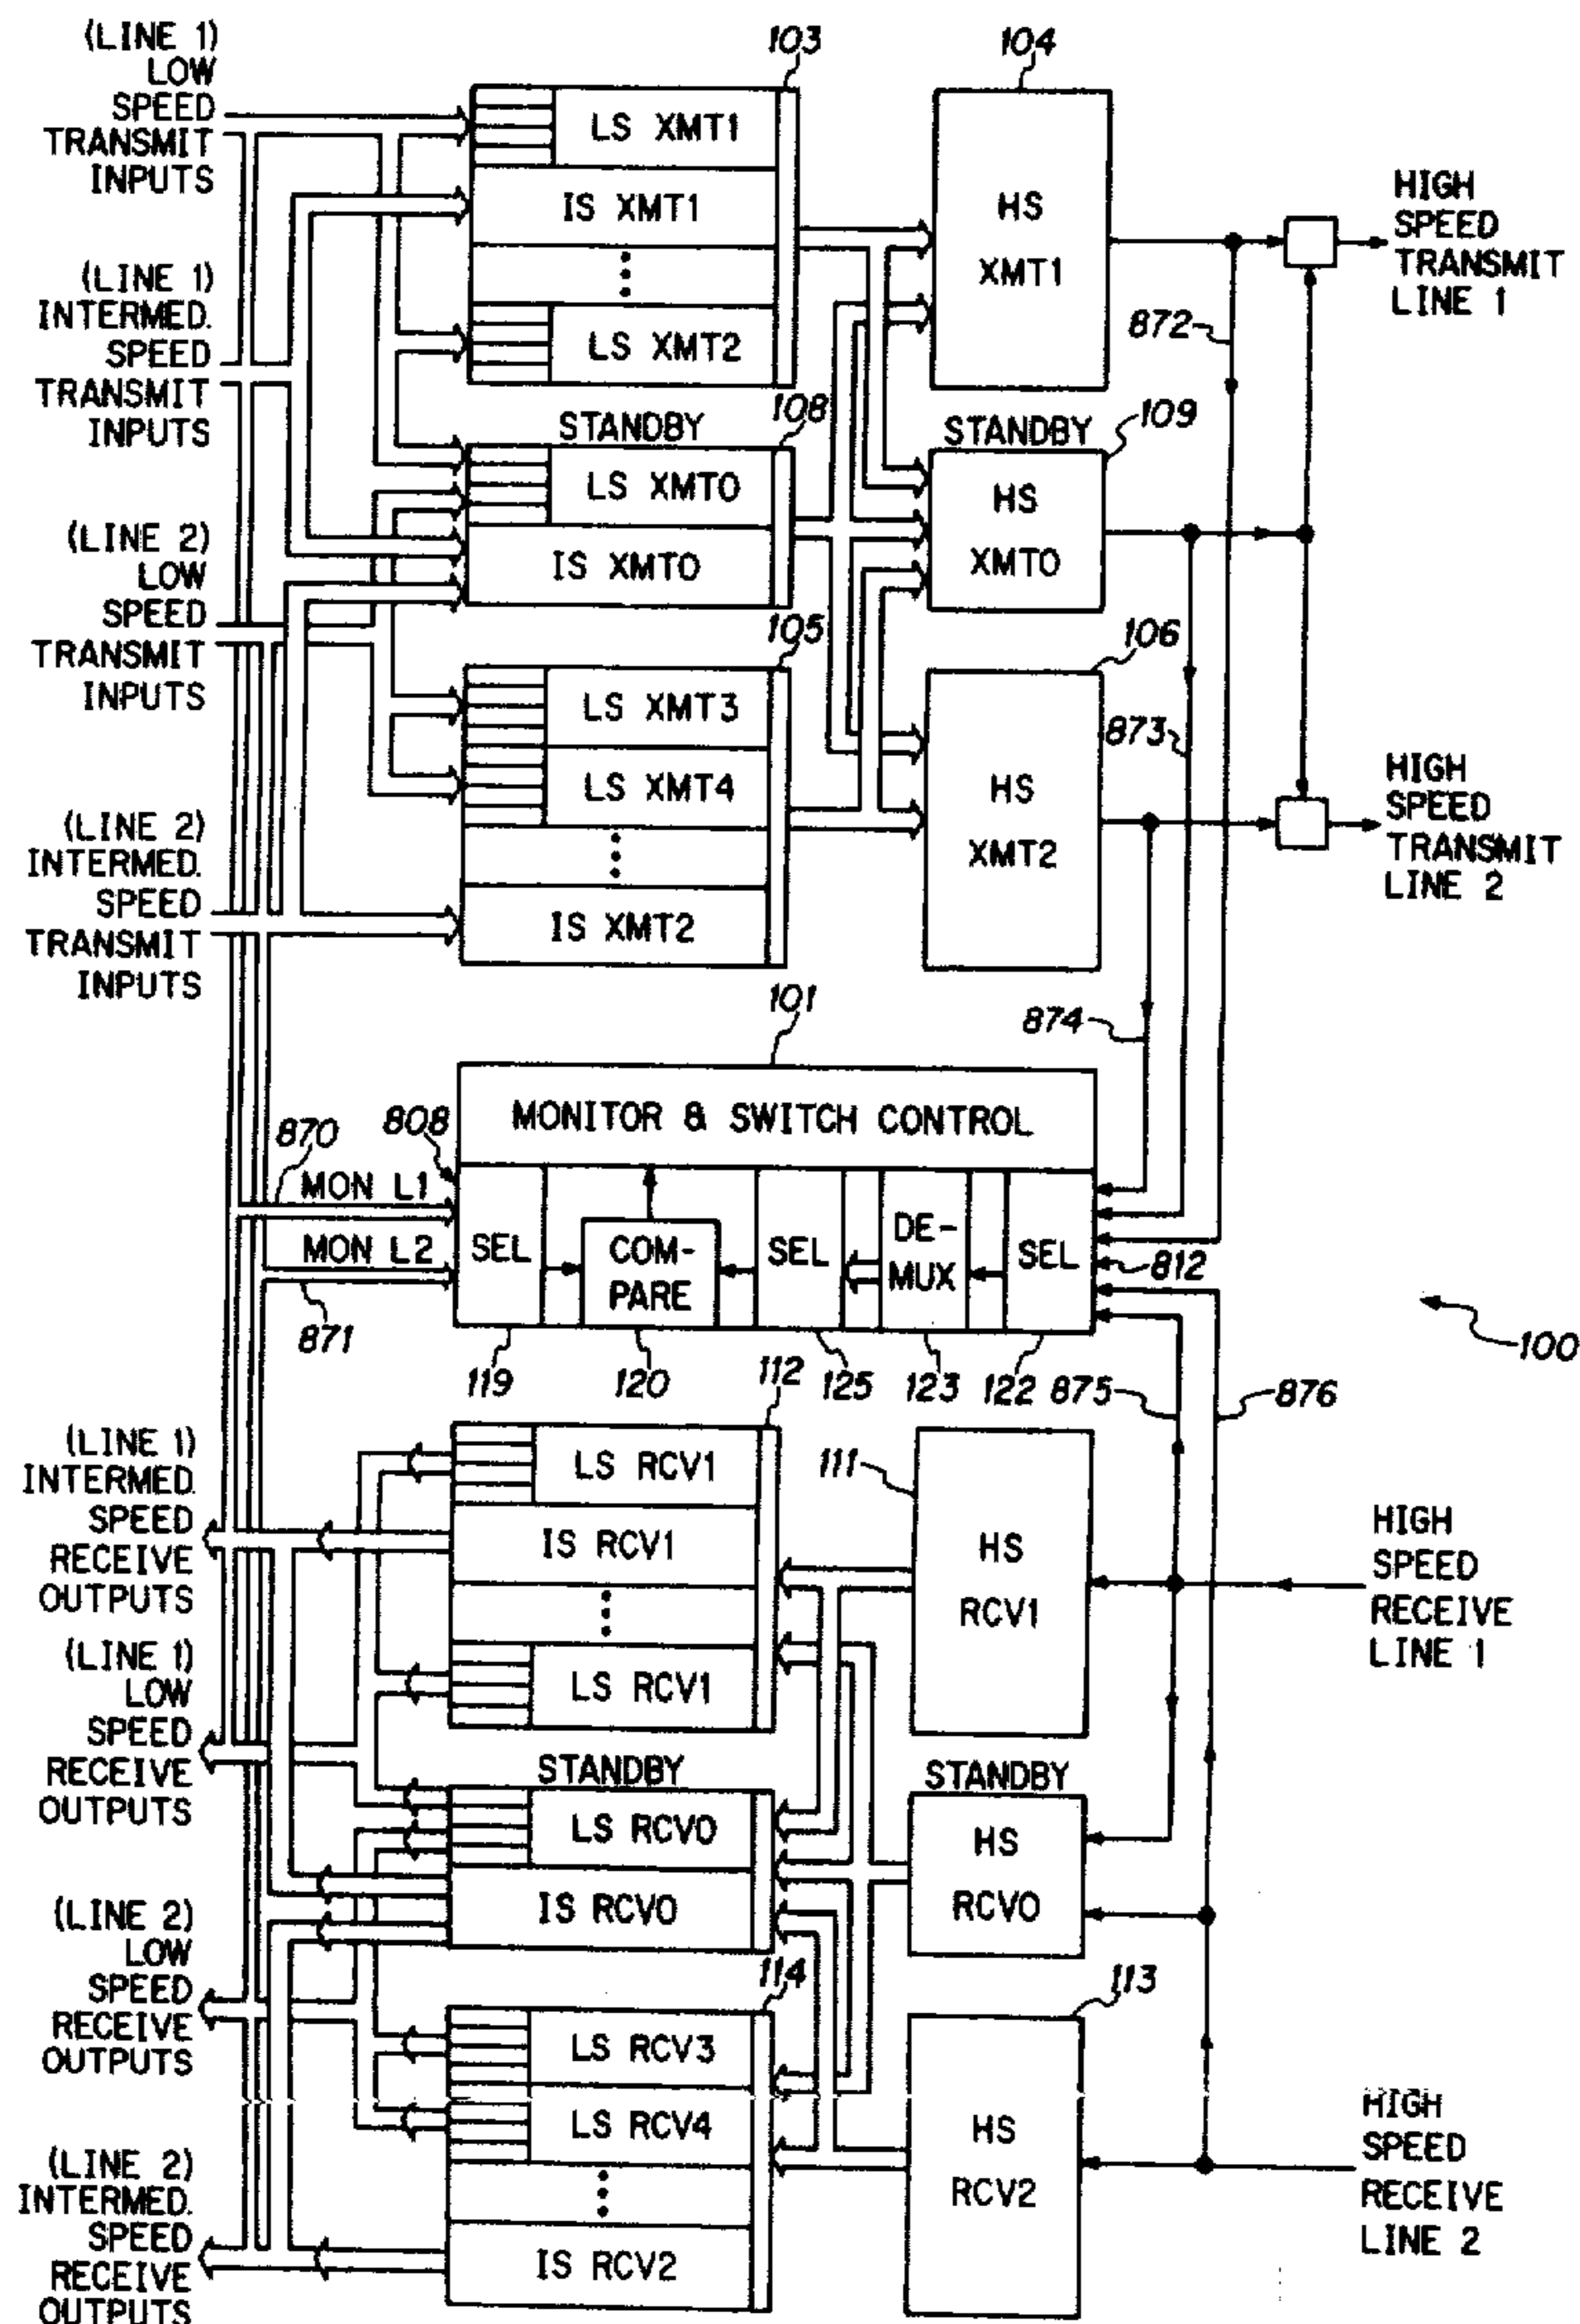 (LINE 1)
LOW
SPEED
TRANSMIT
INPUTS
(LINE 1)
INTERMED.
SPEED
TRANSMIT
INPUTS
(LINE 2)
LOW
SPEED
TRANSMIT
INPUTS
(LINE 2)
INTERMED.
SPEED
TRANSMIT
INPUTS
103
LS XMT1
IS XMT1
LS XMT2
STANDBY
108
LS XMT0
IS XMT0
105
LS XMT3
LS XMT4
IS XMT2
104
HS
XMT1
STANDBY
109
HS
XMT0
106
HS
XMT2
872
873
874
HIGH
SPEED
TRANSMIT
LINE 1
HIGH
SPEED
TRANSMIT
LINE 2
101
MONITOR & SWITCH CONTROL
870
808
MON L1
MON L2
871
SEL
COM-
PARE
SEL
DE-
MUX
SEL
812
119
120
125
123
122
875
876
100
(LINE 1)
INTERMED.
SPEED
RECEIVE
OUTPUTS
(LINE 1)
LOW
SPEED
RECEIVE
OUTPUTS
(LINE 2)
LOW
SPEED
RECEIVE
OUTPUTS
(LINE 2)
INTERMED.
SPEED
RECEIVE
OUTPUTS
112
LS RCV1
IS RCV1
LS RCV1
STANDBY
LS RCV0
IS RCV0
114
LS RCV3
LS RCV4
IS RCV2
111
HS
RCV1
STANDBY
HS
RCV0
113
HS
RCV2
HIGH
SPEED
RECEIVE
LINE 1
HIGH
SPEED
RECEIVE
LINE 2